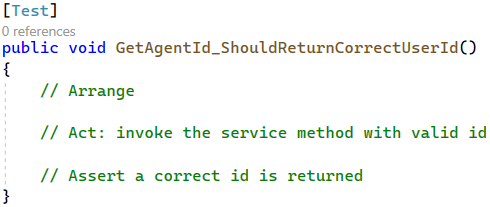 [Test]
0 references
public void GetAgentId_ShouldReturnCorrectUserId()
{
// Arrange
// Act: invoke the service method with valid id
// Assert a correct id is returned
}